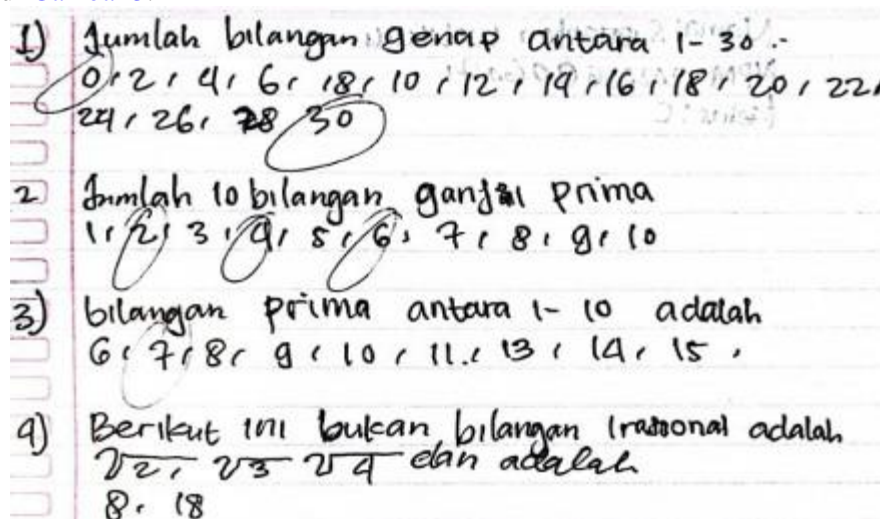 1) Jumlah bilangan genap antara 1-30.-
0, 2, 4, 6, 18, 10, 12, 14, 16, 18, 20, 22,
24, 26, 28 30
2 Jumlah 10 bilangan ganjil prima
1, 2, 3, 4, 5, 6, 7, 8, 9, 10
3) bilangan prima antara 1- 10 adalah
6, 7, 8, 9, 10, 11, 13, 14, 15,
4) Berikut ini bukan bilangan Irasional adalah
√2, √3 √4 dan adalah
8, 18